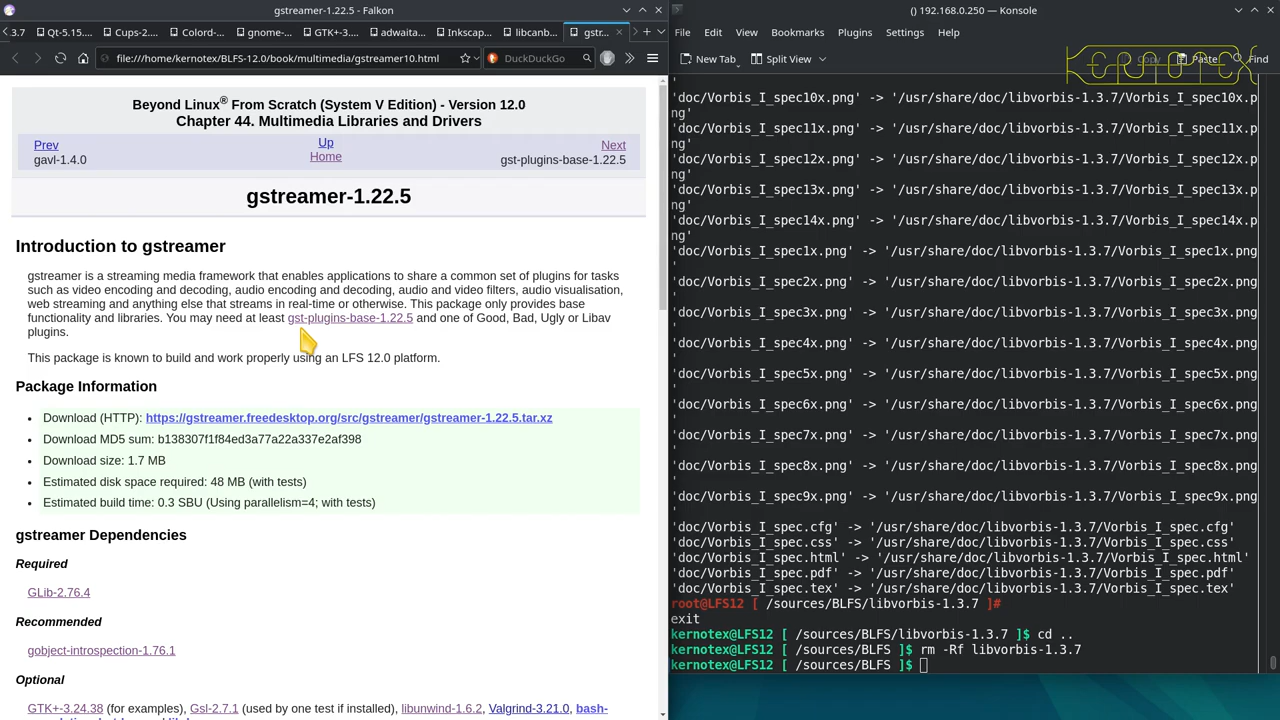 gstreamer-1.22.5 - Falkon
3.7
Qt-5.15....
Cups-2....
Colord-...
gnome-...
GTK+-3....
adwaita...
Inkscap...
libcanb...
gstr...
file:///home/kernotex/BLFS-12.0/book/multimedia/gstreamer10.html
DuckDuckGo
Beyond Linux® From Scratch (System V Edition) - Version 12.0
Chapter 44. Multimedia Libraries and Drivers
Prev
Up
Next
gavl-1.4.0
Home
gst-plugins-base-1.22.5
gstreamer-1.22.5
Introduction to gstreamer
gstreamer is a streaming media framework that enables applications to share a common set of plugins for tasks
such as video encoding and decoding, audio encoding and decoding, audio and video filters, audio visualisation,
web streaming and anything else that streams in real-time or otherwise. This package only provides base
functionality and libraries. You may need at least gst-plugins-base-1.22.5 and one of Good, Bad, Ugly or Libav
plugins.
This package is known to build and work properly using an LFS 12.0 platform.
Package Information
• Download (HTTP): https://gstreamer.freedesktop.org/src/gstreamer/gstreamer-1.22.5.tar.xz
• Download MD5 sum: b138307f1f84ed3a77a22a337e2af398
• Download size: 1.7 MB
• Estimated disk space required: 48 MB (with tests)
• Estimated build time: 0.3 SBU (Using parallelism=4; with tests)
gstreamer Dependencies
Required
GLib-2.76.4
Recommended
gobject-introspection-1.76.1
Optional
GTK+-3.24.38 (for examples), Gsl-2.7.1 (used by one test if installed), libunwind-1.6.2, Valgrind-3.21.0, bash-
() 192.168.0.250 — Konsole
File Edit View Bookmarks Plugins Settings Help
New Tab
Split View
Copy
Paste
Find
KERNOTEX
'
'doc/Vorbis_I_spec10x.png' -> '/usr/share/doc/libvorbis-1.3.7/Vorbis_I_spec10x.p
ng'
'doc/Vorbis_I_spec11x.png' -> '/usr/share/doc/libvorbis-1.3.7/Vorbis_I_spec11x.p
ng'
'doc/Vorbis_I_spec12x.png' -> '/usr/share/doc/libvorbis-1.3.7/Vorbis_I_spec12x.p
ng'
'doc/Vorbis_I_spec13x.png' -> '/usr/share/doc/libvorbis-1.3.7/Vorbis_I_spec13x.p
ng'
'doc/Vorbis_I_spec14x.png' -> '/usr/share/doc/libvorbis-1.3.7/Vorbis_I_spec14x.p
ng'
'doc/Vorbis_I_spec1x.png' -> '/usr/share/doc/libvorbis-1.3.7/Vorbis_I_spec1x.png
'
'doc/Vorbis_I_spec2x.png' -> '/usr/share/doc/libvorbis-1.3.7/Vorbis_I_spec2x.png
'
'doc/Vorbis_I_spec3x.png' -> '/usr/share/doc/libvorbis-1.3.7/Vorbis_I_spec3x.png
'
'doc/Vorbis_I_spec4x.png' -> '/usr/share/doc/libvorbis-1.3.7/Vorbis_I_spec4x.png
'
'doc/Vorbis_I_spec5x.png' -> '/usr/share/doc/libvorbis-1.3.7/Vorbis_I_spec5x.png
'
'doc/Vorbis_I_spec6x.png' -> '/usr/share/doc/libvorbis-1.3.7/Vorbis_I_spec6x.png
'
'doc/Vorbis_I_spec7x.png' -> '/usr/share/doc/libvorbis-1.3.7/Vorbis_I_spec7x.png
'
'doc/Vorbis_I_spec8x.png' -> '/usr/share/doc/libvorbis-1.3.7/Vorbis_I_spec8x.png
'
'doc/Vorbis_I_spec9x.png' -> '/usr/share/doc/libvorbis-1.3.7/Vorbis_I_spec9x.png
'
'doc/Vorbis_I_spec.cfg' -> '/usr/share/doc/libvorbis-1.3.7/Vorbis_I_spec.cfg'
'doc/Vorbis_I_spec.css' -> '/usr/share/doc/libvorbis-1.3.7/Vorbis_I_spec.css'
'doc/Vorbis_I_spec.html' -> '/usr/share/doc/libvorbis-1.3.7/Vorbis_I_spec.html'
'doc/Vorbis_I_spec.pdf' -> '/usr/share/doc/libvorbis-1.3.7/Vorbis_I_spec.pdf'
'doc/Vorbis_I_spec.tex' -> '/usr/share/doc/libvorbis-1.3.7/Vorbis_I_spec.tex'
root@LFS12 [ /sources/BLFS/libvorbis-1.3.7 ]#
exit
kernotex@LFS12 [ /sources/BLFS/libvorbis-1.3.7 ]$ cd ..
kernotex@LFS12 [ /sources/BLFS ]$ rm -Rf libvorbis-1.3.7
kernotex@LFS12 [ /sources/BLFS ]$